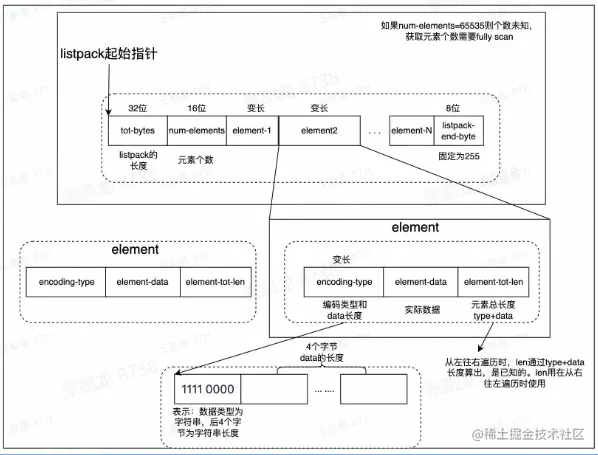 如果num-elements=65535则个数未知，
获取元素个数需要fully scan
listpack起始指针
32位
16位
变长
变长
8位
tot-bytes
num-elements
element-1
element2
. . .
element-N
listpack-
end-byte
listpack的
长度
元素个数
固定为255
element
encoding-type
element-data
element-tot-len
element
变长
encoding-type
element-data
element-tot-len
编码类型和
data长度
实际数据
元素总长度
type+data
从左往右遍历时，len通过type+data
长度算出，是已知的。len用在从右
往左遍历时使用
4个字节
data的长度
1111 0000
... ...
表示：数据类型为
字符串，后4个字
节为字符串长度
@稀土掘金技术社区